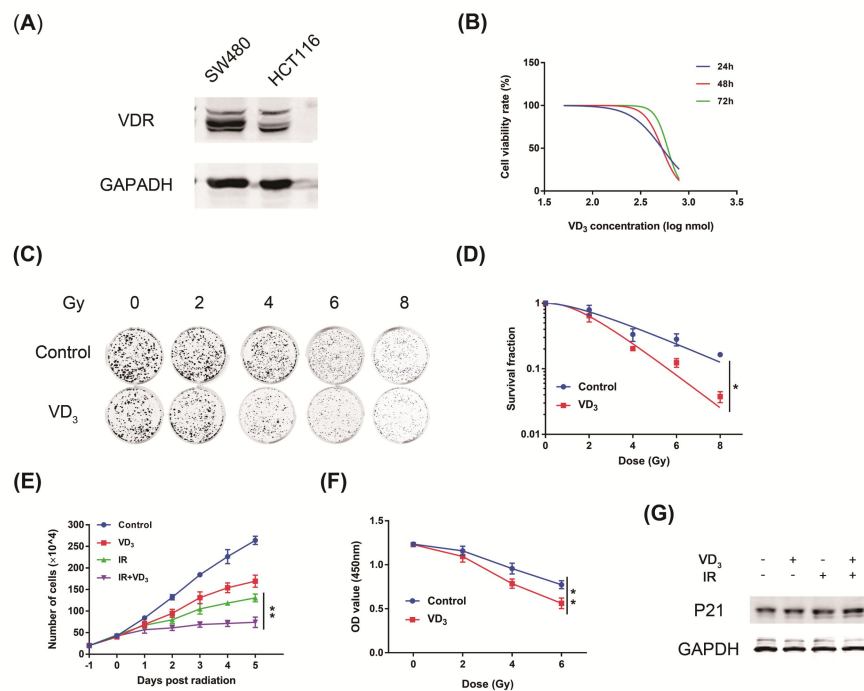 (A)
SW480
HCT116
VDR
GAPADH
(B)
150
100
50
0
Cell viability rate (%)
1.5
2.0
2.5
3.0
3.5
VD3 concentration (log nmol)
24h
48h
72h
(C)
Gy
0
2
4
6
8
Control
VD3
(D)
1
0.1
0.01
Survival fraction
0
2
4
6
8
Dose (Gy)
Control
VD3
*
(E)
300
250
200
150
100
50
0
Number of cells (×10^4)
-1
0
1
2
3
4
5
Days post radiation
Control
VD3
IR
IR+VD3
**
(F)
1.5
1.0
0.5
0.0
OD value (450nm)
0
2
4
6
Dose (Gy)
Control
VD3
**
(G)
VD3 - + - +
IR - - + +
P21
GAPDH